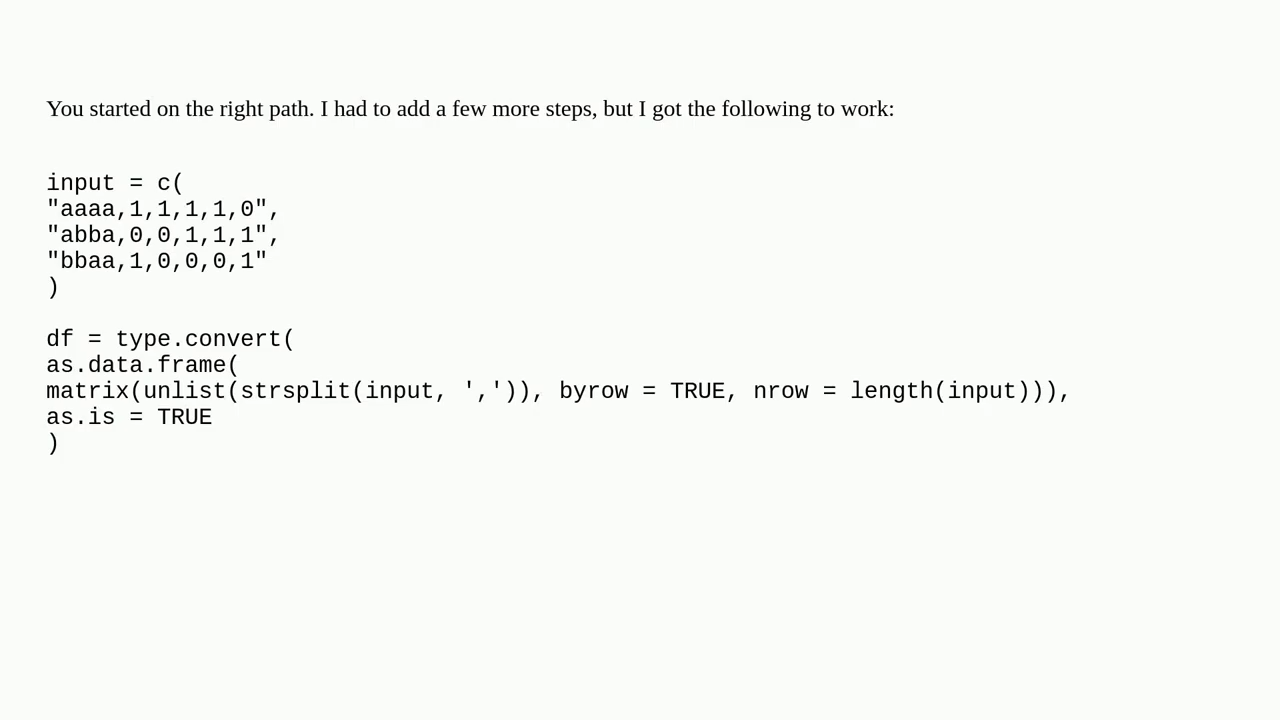 You started on the right path. I had to add a few more steps, but I got the following to work:
input = c(
"aaaa,1,1,1,1,0",
"abba,0,0,1,1,1",
"bbaa,1,0,0,0,1"
)
df = type.convert(
as.data.frame(
matrix(unlist(strsplit(input, ',')), byrow = TRUE, nrow = length(input))),
as.is = TRUE
)